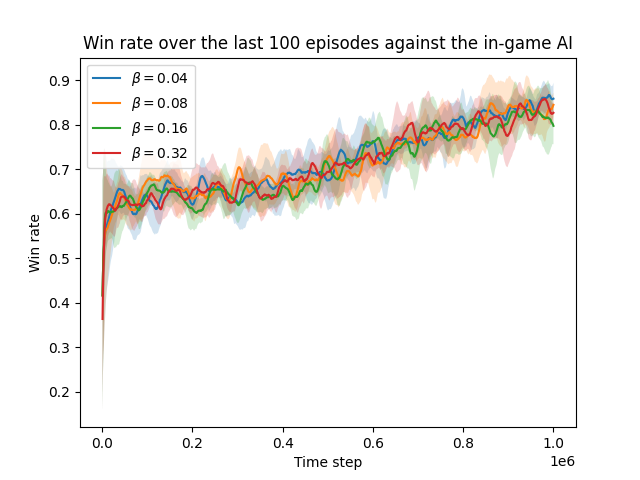 Win rate over the last 100 episodes against the in-game AI
β = 0.04
β = 0.08
β = 0.16
β = 0.32
Win rate
0.9
0.8
0.7
0.6
0.5
0.4
0.3
0.2
0.0 0.2 0.4 0.6 0.8 1.0
1e6
Time step